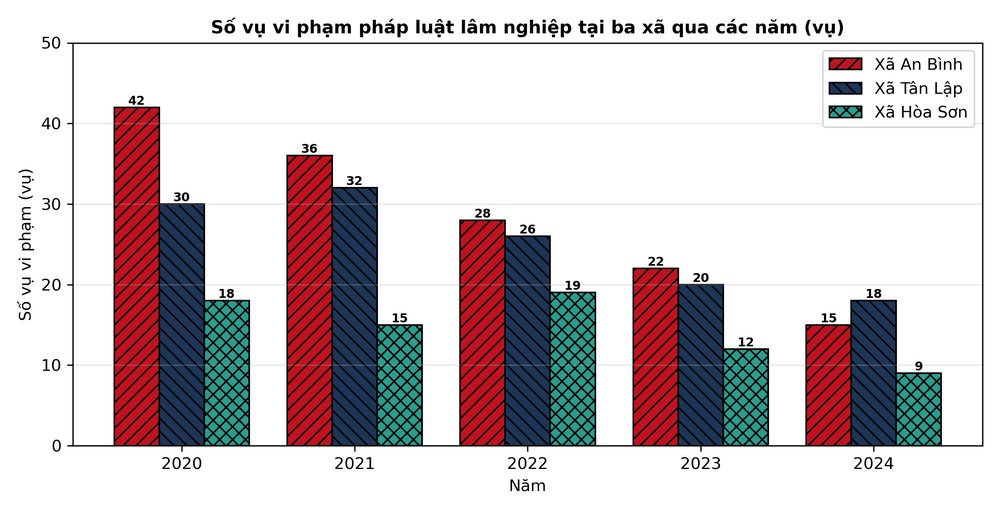 Số vụ vi phạm pháp luật lâm nghiệp tại ba xã qua các năm (vụ)
Số vụ vi phạm (vụ)
50
40
30
20
10
0
Xã An Bình
Xã Tân Lập
Xã Hòa Sơn
42 30 18
36 32 15
28 26 19
22 20 12
15 18 9
2020 2021 2022 2023 2024
Năm